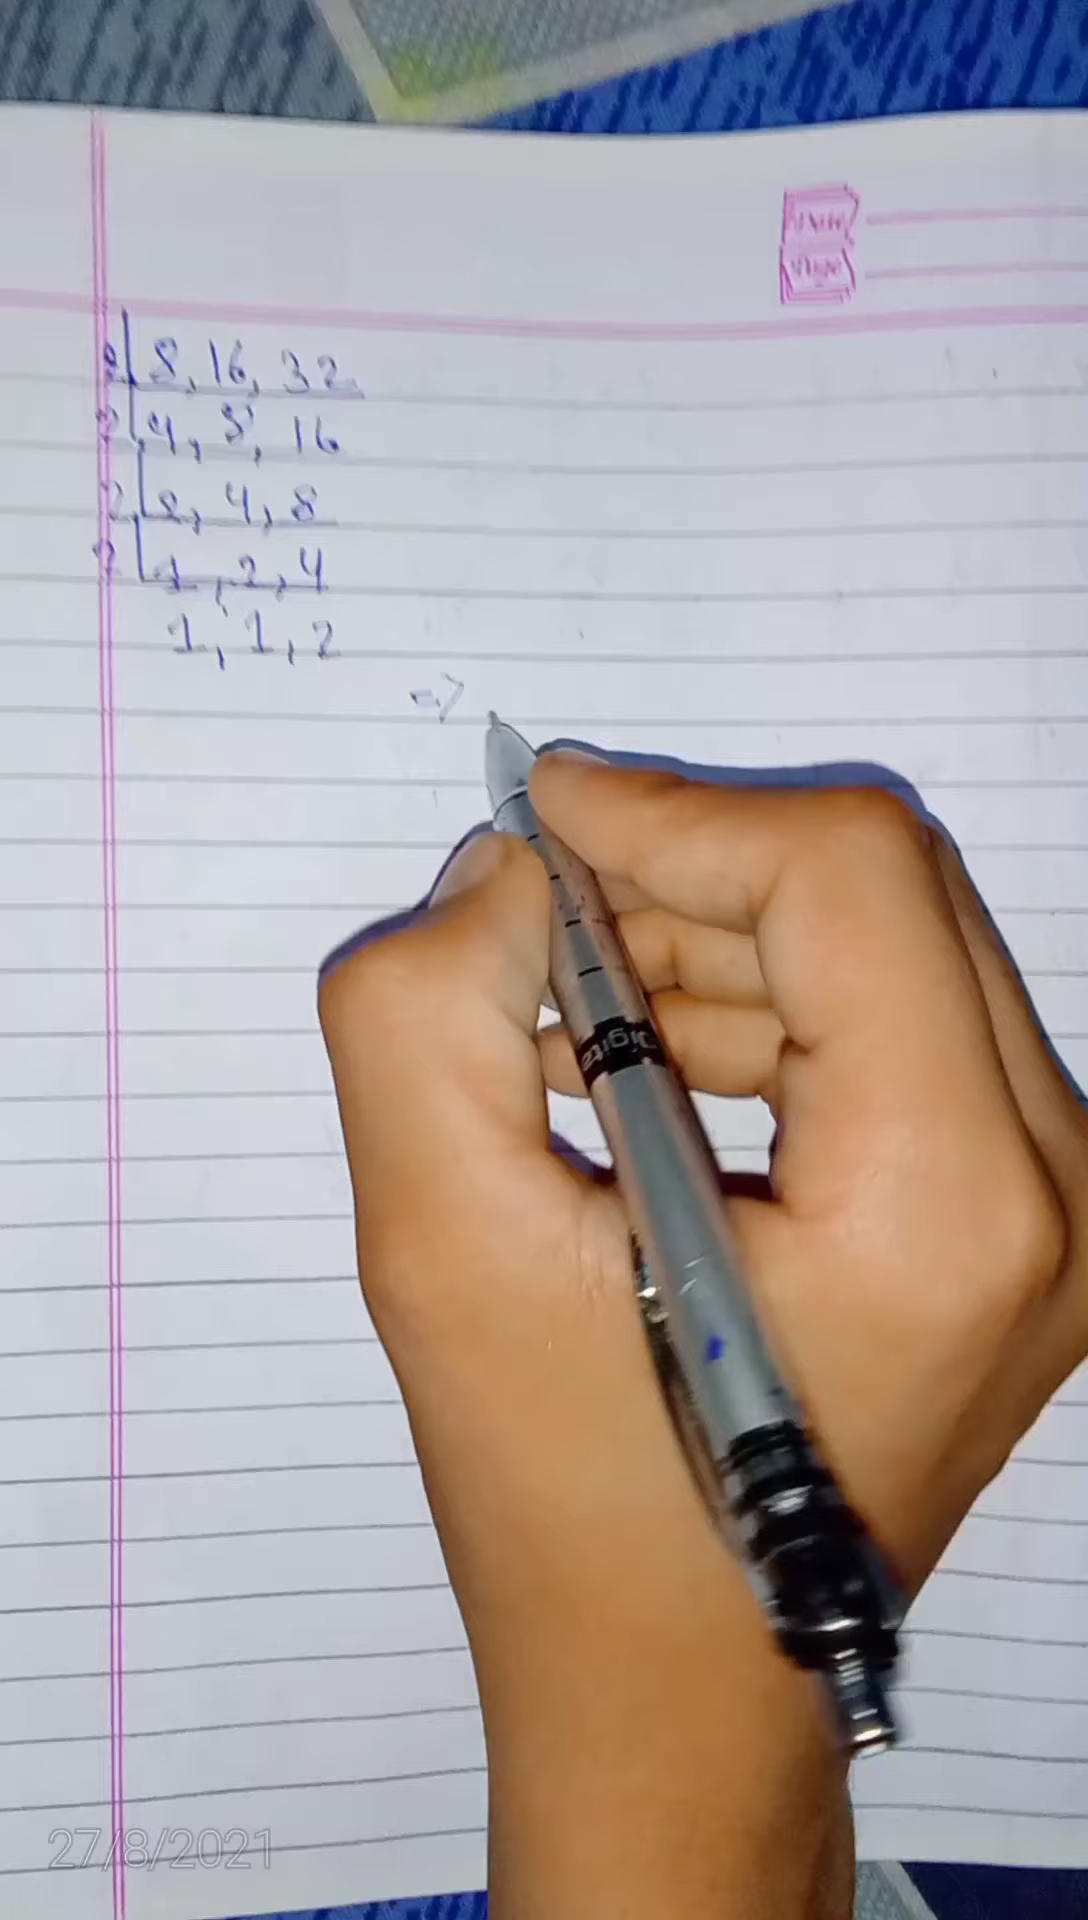 2 8, 16, 32
2 4, 8, 16
2 2, 4, 8
2 1, 2, 4
1, 1, 2
=>
Digita
27/8/2021